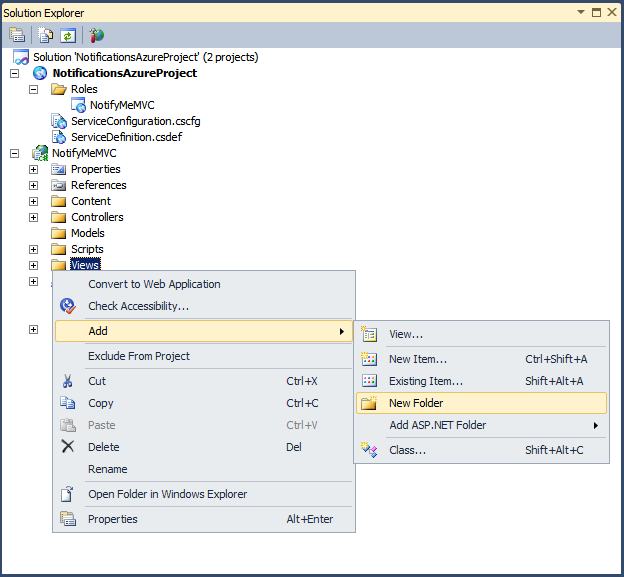 Solution Explorer
Solution 'NotificationsAzureProject' (2 projects)
NotificationsAzureProject
Roles
NotifyMeMVC
ServiceConfiguration.cscfg
ServiceDefinition.csdef
NotifyMeMVC
Properties
References
Content
Controllers
Models
Scripts
Views
Convert to Web Application
Check Accessibility...
Add
Exclude From Project
Cut Ctrl+X
Copy Ctrl+C
Paste Ctrl+V
Delete Del
Rename
Open Folder in Windows Explorer
Properties Alt+Enter
View...
New Item... Ctrl+Shift+A
Existing Item... Shift+Alt+A
New Folder
Add ASP.NET Folder
Class... Shift+Alt+C